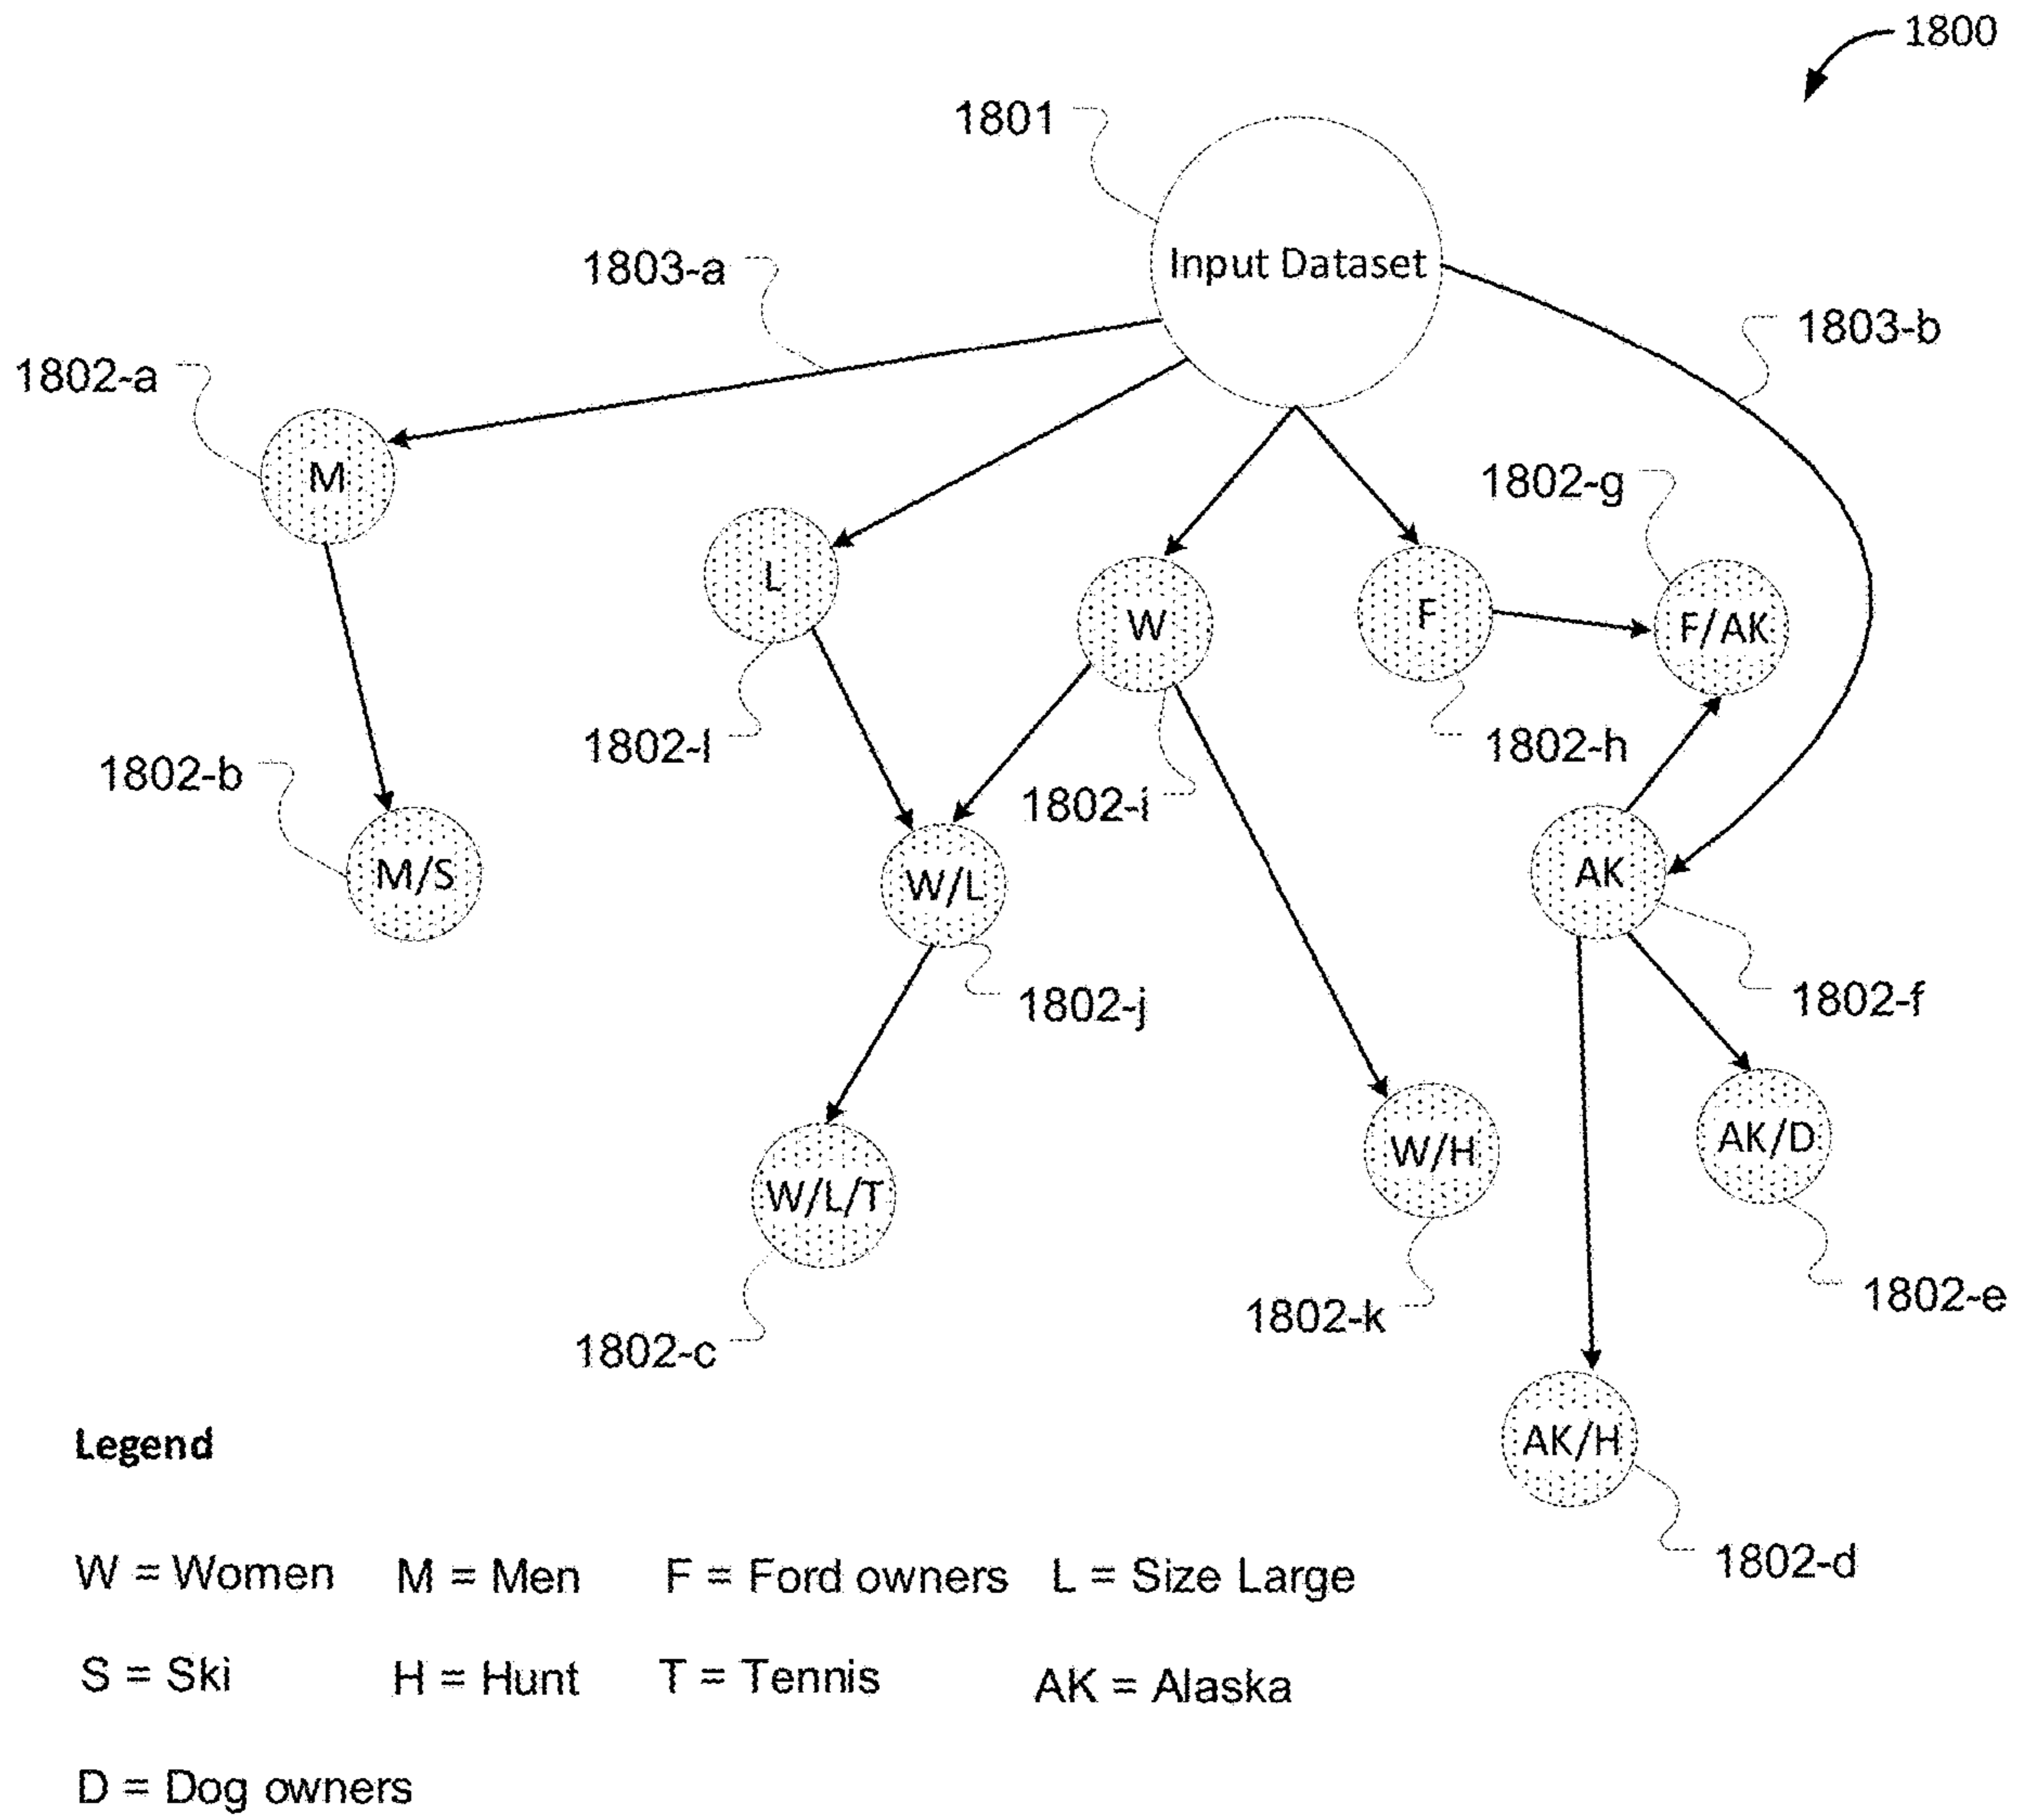 1800
1801
Input Dataset
1803-a
1803-b
1802-a
M
1802-g
L
W
F
F/AK
1802-l
1802-h
1802-b
1802-i
M/S
W/L
AK
1802-j
1802-f
W/L/T
W/H
AK/D
1802-k
1802-e
1802-c
AK/H
1802-d
Legend
W = Women M = Men F = Ford owners L = Size Large
S = Ski H = Hunt T = Tennis AK = Alaska
D = Dog owners